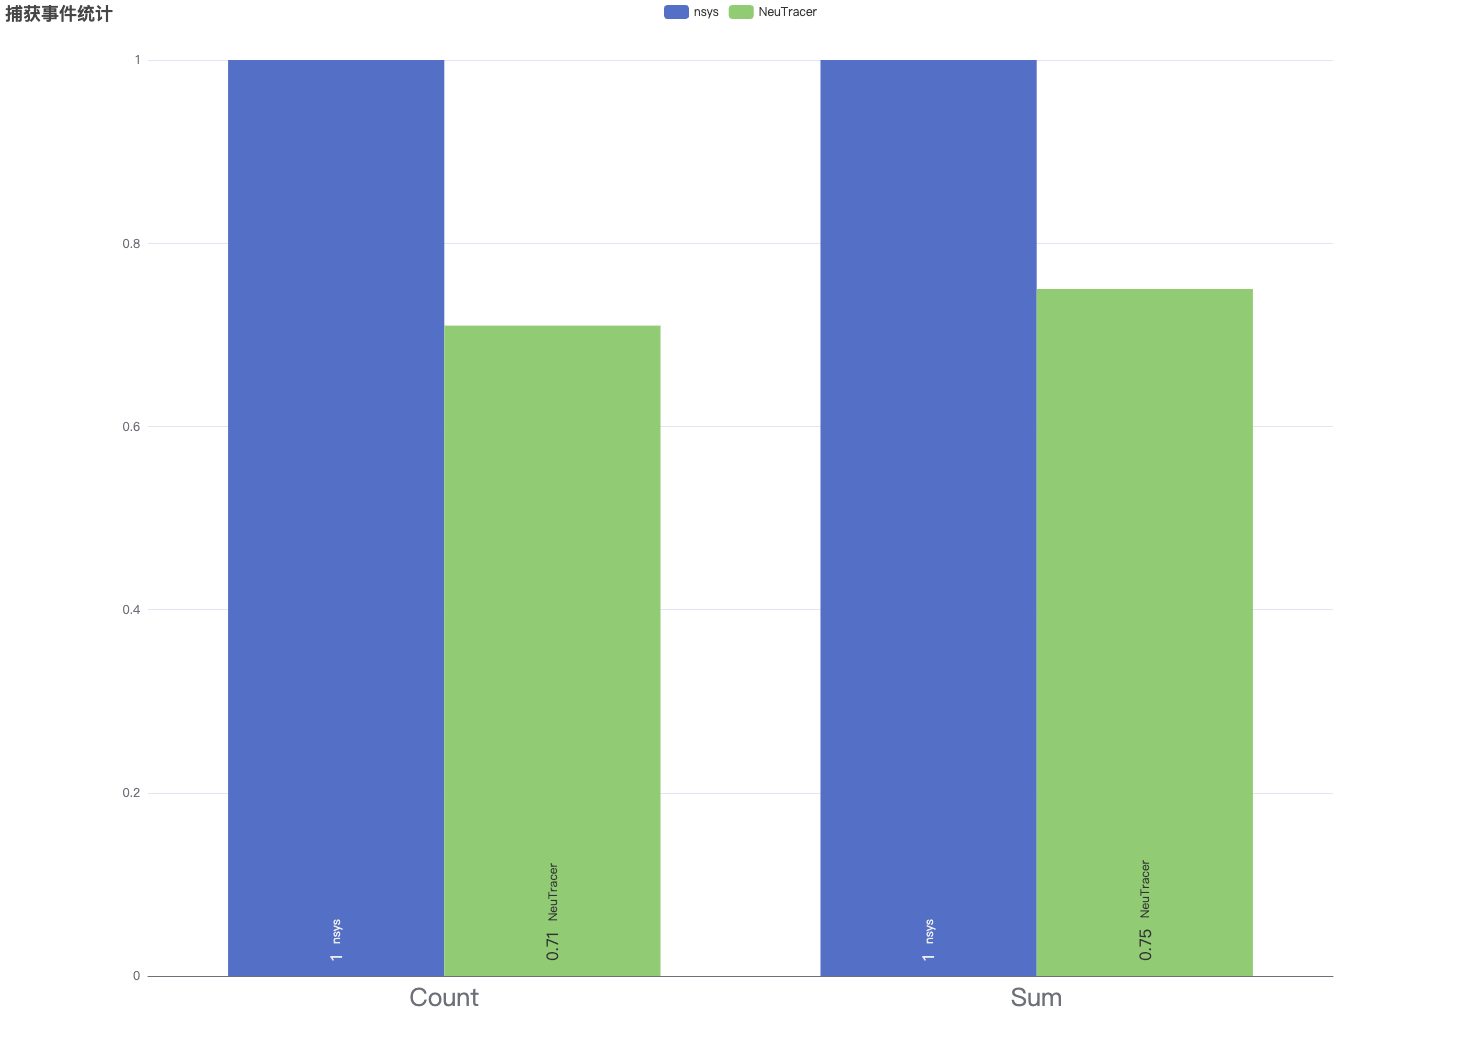 捕获事件统计
nsys
NeuTracer
1
0.8
0.6
0.4
0.2
0
1 nsys
0.71 NeuTracer
1 nsys
0.75 NeuTracer
Count
Sum